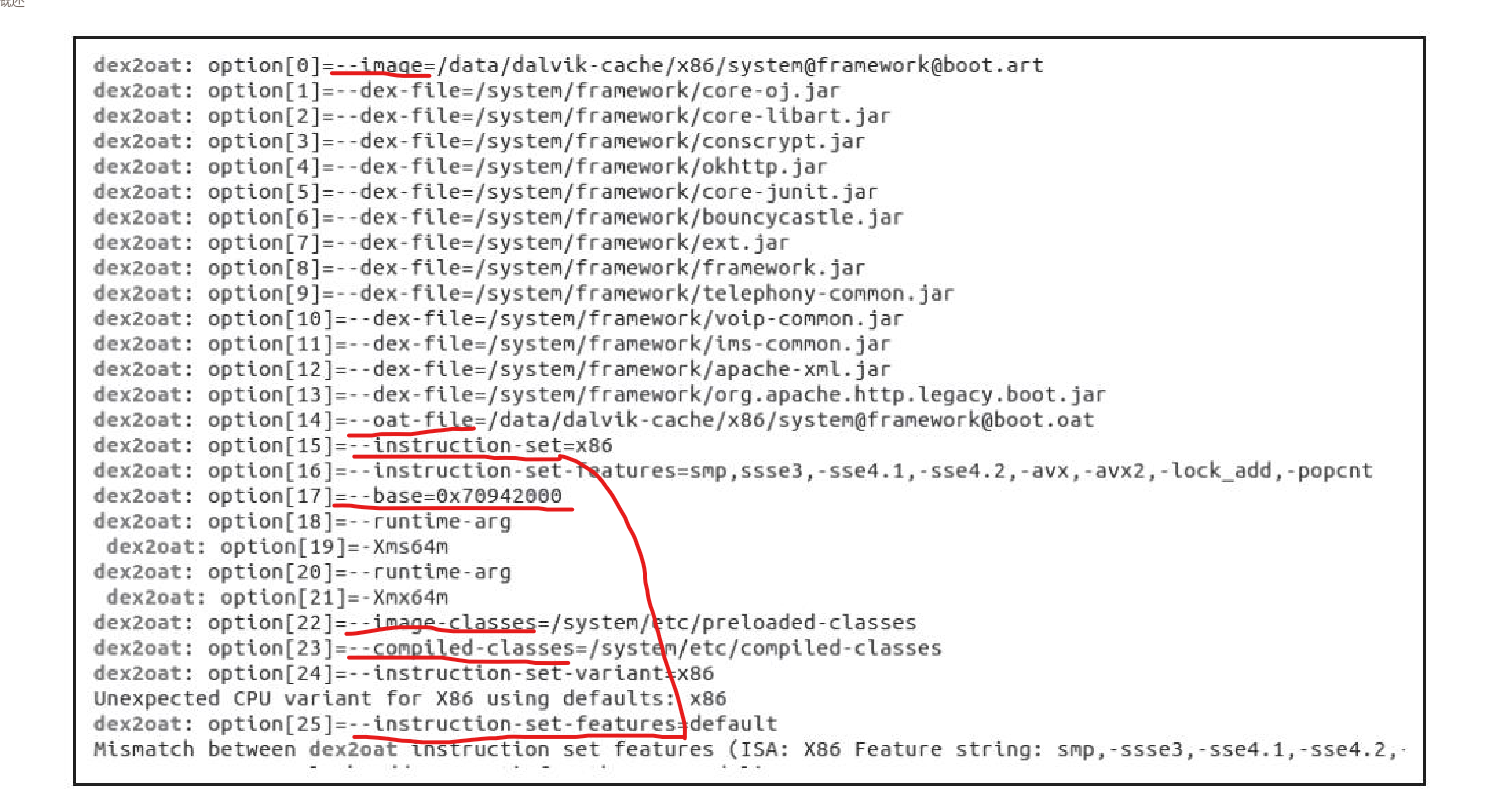 概述
dex2oat: option[0]=--image=/data/dalvik-cache/x86/system@framework@boot.art
dex2oat: option[1]=--dex-file=/system/framework/core-oj.jar
dex2oat: option[2]=--dex-file=/system/framework/core-libart.jar
dex2oat: option[3]=--dex-file=/system/framework/conscrypt.jar
dex2oat: option[4]=--dex-file=/system/framework/okhttp.jar
dex2oat: option[5]=--dex-file=/system/framework/core-junit.jar
dex2oat: option[6]=--dex-file=/system/framework/bouncycastle.jar
dex2oat: option[7]=--dex-file=/system/framework/ext.jar
dex2oat: option[8]=--dex-file=/system/framework/framework.jar
dex2oat: option[9]=--dex-file=/system/framework/telephony-common.jar
dex2oat: option[10]=--dex-file=/system/framework/voip-common.jar
dex2oat: option[11]=--dex-file=/system/framework/ims-common.jar
dex2oat: option[12]=--dex-file=/system/framework/apache-xml.jar
dex2oat: option[13]=--dex-file=/system/framework/org.apache.http.legacy.boot.jar
dex2oat: option[14]=--oat-file=/data/dalvik-cache/x86/system@framework@boot.oat
dex2oat: option[15]=--instruction-set=x86
dex2oat: option[16]=--instruction-set-features=smp,ssse3,-sse4.1,-sse4.2,-avx,-avx2,-lock_add,-popcnt
dex2oat: option[17]=--base=0x70942000
dex2oat: option[18]=--runtime-arg
dex2oat: option[19]=-Xms64m
dex2oat: option[20]=--runtime-arg
dex2oat: option[21]=-Xmx64m
dex2oat: option[22]=--image-classes=/system/etc/preloaded-classes
dex2oat: option[23]=--compiled-classes=/system/etc/compiled-classes
dex2oat: option[24]=--instruction-set-variant=x86
Unexpected CPU variant for X86 using defaults: x86
dex2oat: option[25]=--instruction-set-features=default
Mismatch between dex2oat instruction set features (ISA: X86 Feature string: smp,-ssse3,-sse4.1,-sse4.2,-